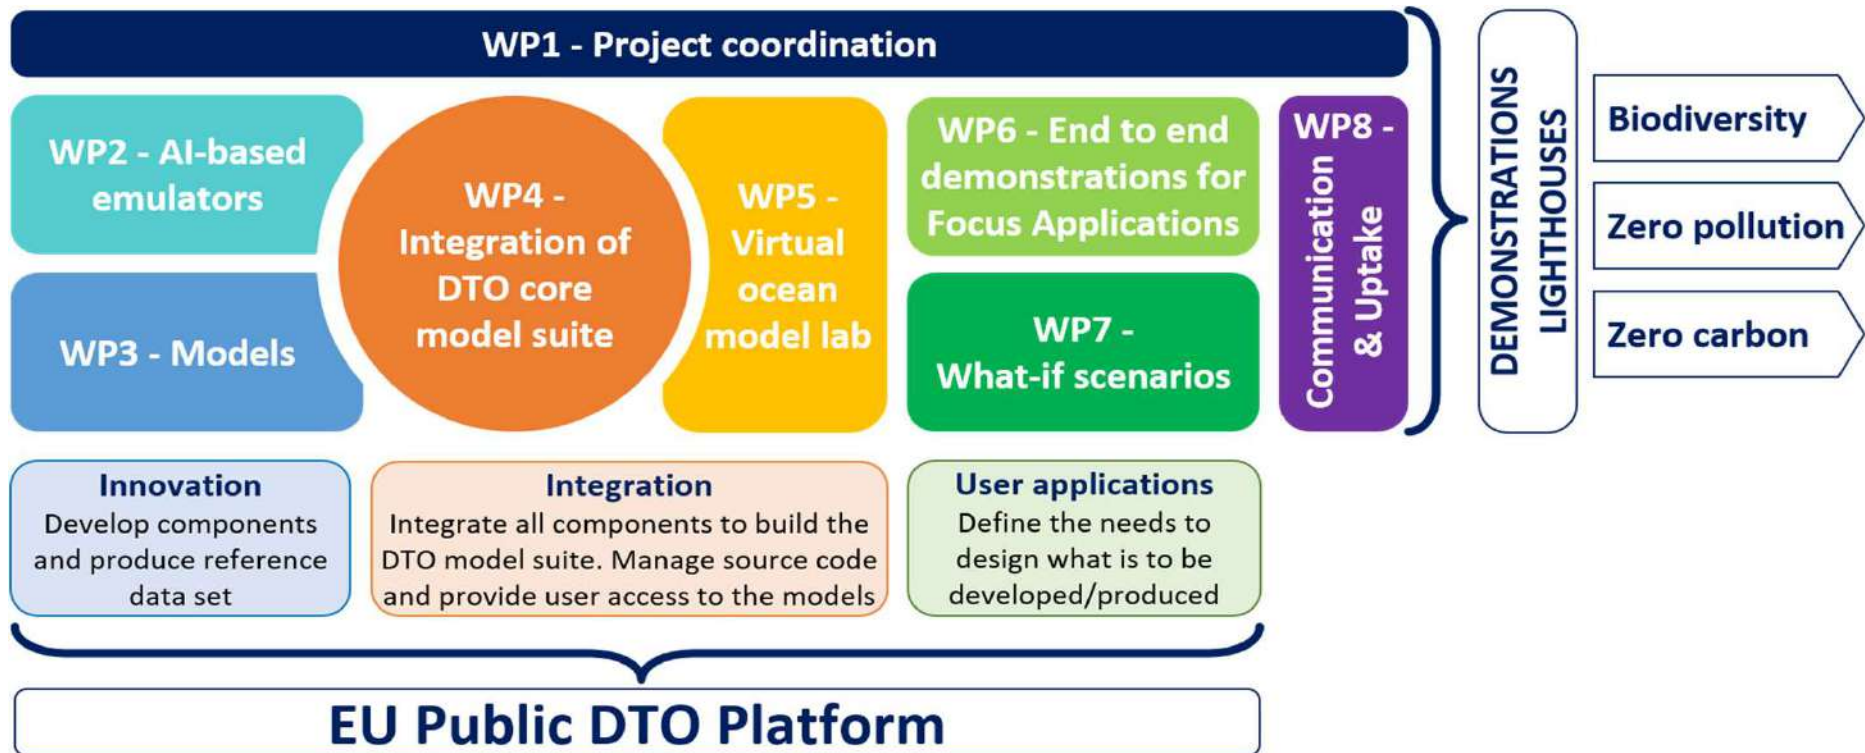 WP1 - Project coordination
WP2 - AI-based
emulators
WP3 - Models
WP4 -
Integration of
DTO core
model suite
WP5 -
Virtual
ocean
model lab
WP6 - End to end
demonstrations for
Focus Applications
WP7 -
What-if scenarios
WP8 -
Communication
& Uptake
DEMONSTRATIONS
LIGHTHOUSES
Biodiversity
Zero pollution
Zero carbon
Innovation
Develop components
and produce reference
data set
Integration
Integrate all components to build the
DTO model suite. Manage source code
and provide user access to the models
User applications
Define the needs to
design what is to be
developed/produced
EU Public DTO Platform